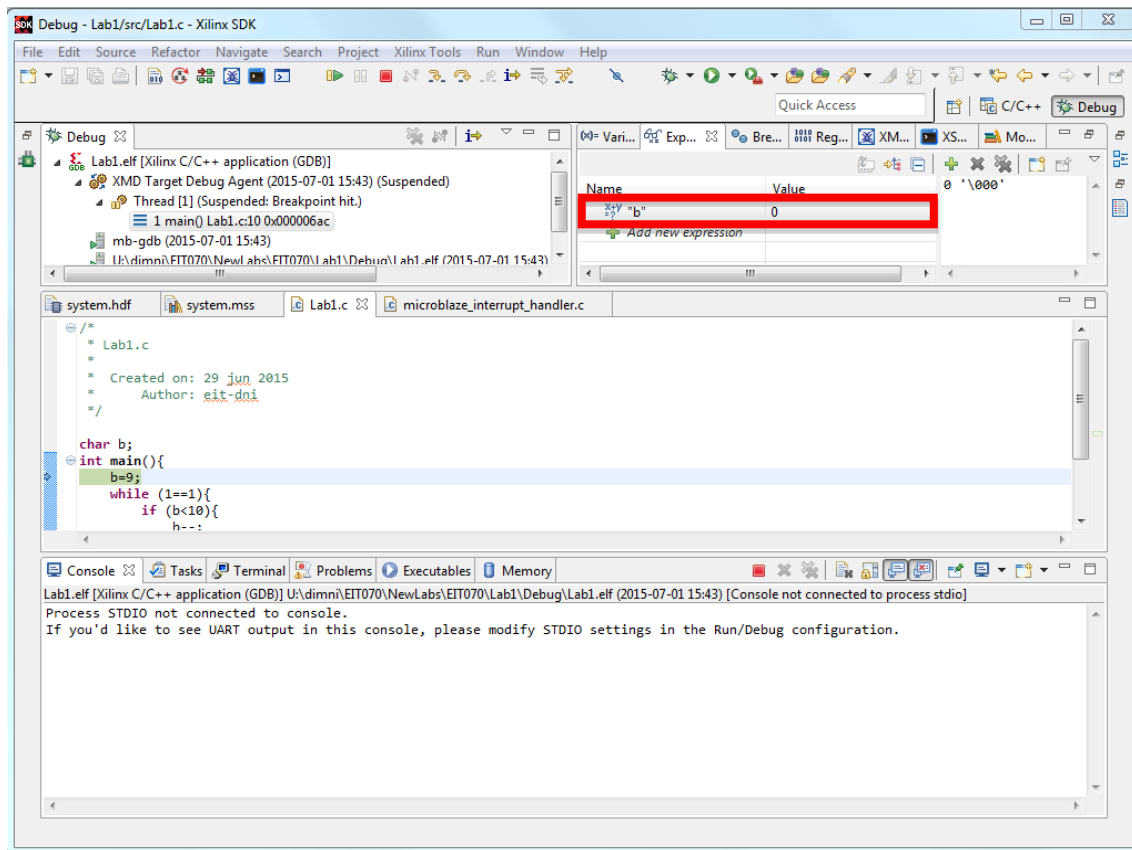 SDK Debug - Lab1/src/Lab1.c - Xilinx SDK
File Edit Source Refactor Navigate Search Project Xilinx Tools Run Window Help
Quick Access C/C++ Debug
Debug
Lab1.elf [Xilinx C/C++ application (GDB)]
XMD Target Debug Agent (2015-07-01 15:43) (Suspended)
Thread [1] (Suspended: Breakpoint hit.)
1 main() Lab1.c:10 0x000006ac
mb-gdb (2015-07-01 15:43)
U:\dimni\EIT070\NewLabs\EIT070\Lab1\Debug\Lab1.elf (2015-07-01 15:43)
(x)= Vari... Exp... Bre... 1010 0101 Reg... XM... XS... Mo...
Name Value
"b" 0
Add new expression
0 '\000'
system.hdf system.mss Lab1.c microblaze_interrupt_handler.c
/*
* Lab1.c
*
* Created on: 29 jun 2015
* Author: eit-dni
*/
char b;
int main(){
b=9;
while (1==1){
if (b<10){
b--;
Console Tasks Terminal Problems Executables Memory
Lab1.elf [Xilinx C/C++ application (GDB)] U:\dimni\EIT070\NewLabs\EIT070\Lab1\Debug\Lab1.elf (2015-07-01 15:43) [Console not connected to process stdio]
Process STDIO not connected to console.
If you'd like to see UART output in this console, please modify STDIO settings in the Run/Debug configuration.